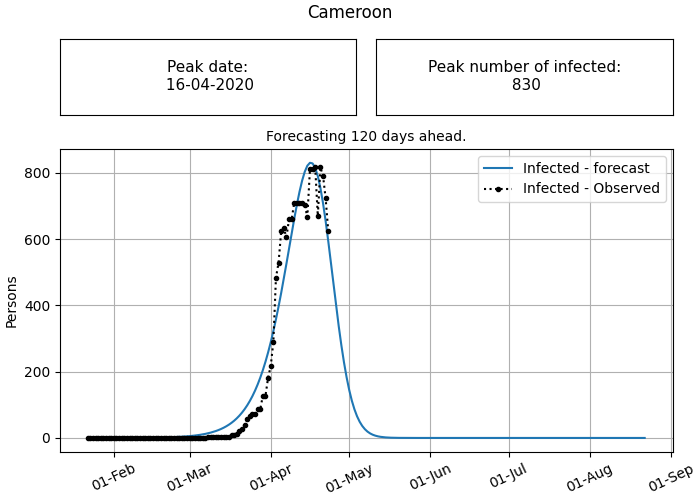 Cameroon
Peak date:
16-04-2020
Peak number of infected:
830
Forecasting 120 days ahead.
Infected - forecast
Infected - Observed
Persons
800
600
400
200
0
01-Feb
01-Mar
01-Apr
01-May
01-Jun
01-Jul
01-Aug
01-Sep